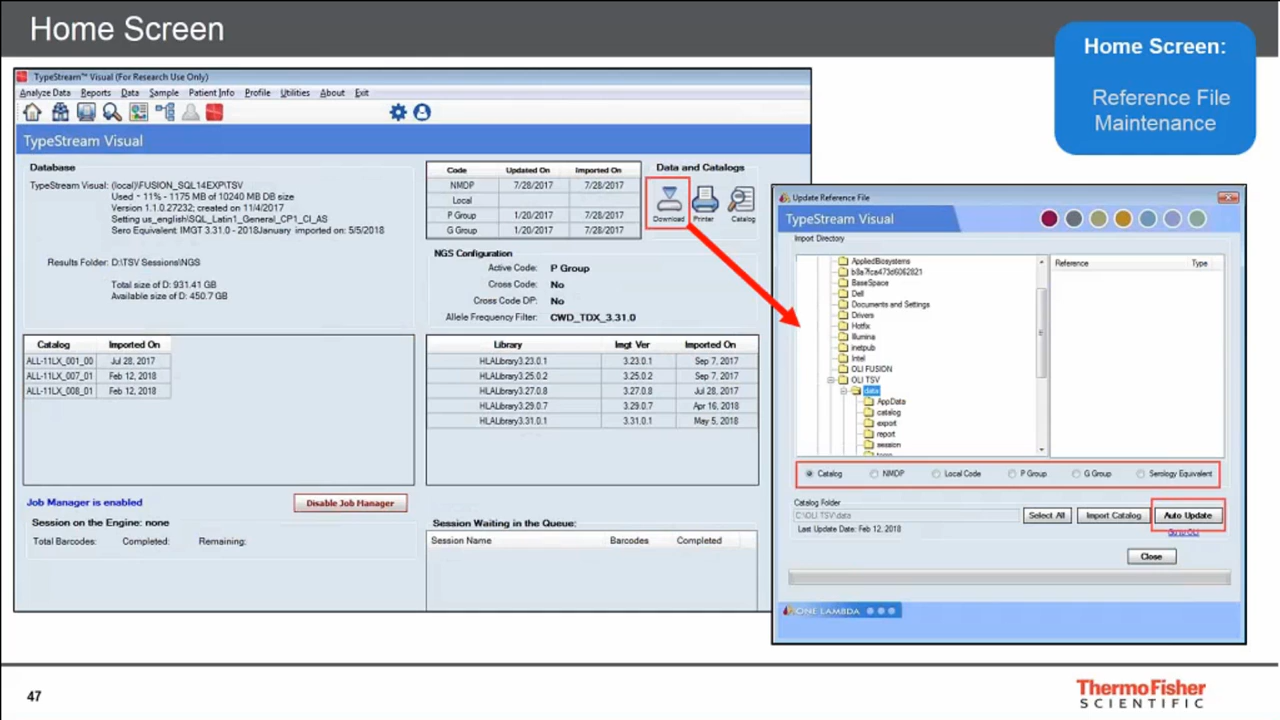 Home Screen
Home Screen:
Reference File
Maintenance
TypeStream™ Visual (For Research Use Only)
Analyze Data Reports Data Sample Patient Info Profile Utilities About Exit
TypeStream Visual
Database
TypeStream Visual: (local)\FUSION_SQL14EXP\TSV
Used ~ 11% - 1175 MB of 10240 MB DB size
Version 1.1.0.27232; created on 11/4/2017
Setting us_english\SQL_Latin1_General_CP1_CI_AS
Sero Equivalent: IMGT 3.31.0 - 2018January imported on: 5/5/2018
Results Folder: D:\TSV Sessions\NGS
Total size of D: 931.41 GB
Available size of D: 450.7 GB
Code Updated On Imported On
NMDP 7/28/2017 7/28/2017
Local
P Group 1/20/2017 7/28/2017
G Group 1/20/2017 7/28/2017
Data and Catalogs
Download Printer Catalog
NGS Configuration
Active Code: P Group
Cross Code: No
Cross Code DP: No
Allele Frequency Filter: CWD_TDX_3.31.0
Catalog Imported On
ALL-11LX_001_00 Jul 28, 2017
ALL-11LX_007_01 Feb 12, 2018
ALL-11LX_008_01 Feb 12, 2018
Library Imgt Ver Imported On
HLALibrary3.23.0.1 3.23.0.1 Sep 7, 2017
HLALibrary3.25.0.2 3.25.0.2 Sep 7, 2017
HLALibrary3.27.0.8 3.27.0.8 Jul 28, 2017
HLALibrary3.29.0.7 3.29.0.7 Apr 16, 2018
HLALibrary3.31.0.1 3.31.0.1 May 5, 2018
Job Manager is enabled
Disable Job Manager
Session on the Engine: none
Total Barcodes: Completed: Remaining:
Session Waiting in the Queue:
Session Name Barcodes Completed
Update Reference File
TypeStream Visual
Import Directory
AppliedBiosystems
b8a7fca473d6062821
BaseSpace
Dell
Documents and Settings
Drivers
Hotfix
Illumina
inetpub
Intel
OLI FUSION
OLI TSV
data
AppData
catalog
export
report
session
Reference Type
Catalog NMDP Local Code P Group G Group Serology Equivalent
Catalog Folder
C:\OLI TSV\data
Select All Import Catalog Auto Update
Last Update Date: Feb 12, 2018
Go to OLI
Close
ONE LAMBDA
47
ThermoFisher
SCIENTIFIC